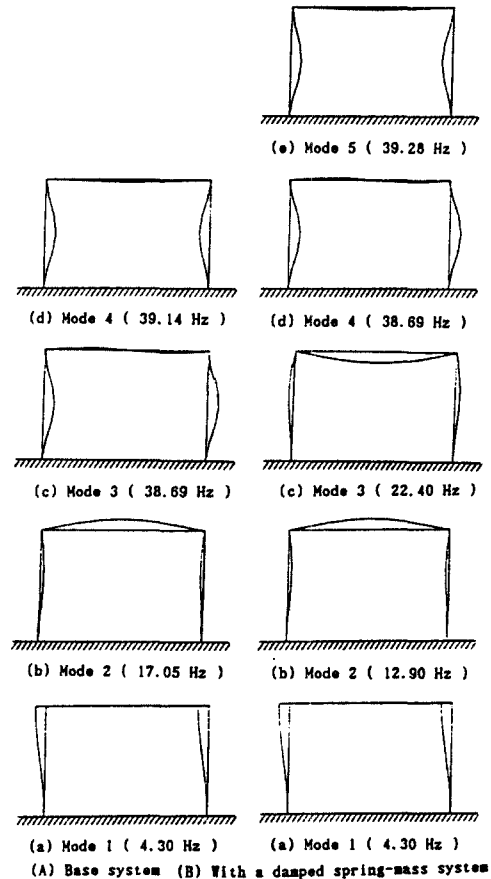 (e) Mode 5 ( 39.28 Hz )
(d) Mode 4 ( 39.14 Hz )
(d) Mode 4 ( 38.69 Hz )
(c) Mode 3 ( 38.69 Hz )
(c) Mode 3 ( 22.40 Hz )
(b) Mode 2 ( 17.05 Hz )
(b) Mode 2 ( 12.90 Hz )
(a) Mode 1 ( 4.30 Hz )
(a) Mode 1 ( 4.30 Hz )
(A) Base system (B) With a damped spring-mass system